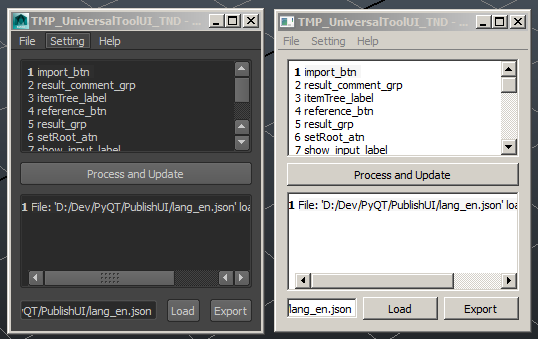 TMP_UniversalToolUI_TND - ...
File Setting Help
1 import_btn
2 result_comment_grp
3 itemTree_label
4 reference_btn
5 result_grp
6 setRoot_atn
7 show_input_label
Process and Update
1 File: 'D:/Dev/PyQT/PublishUI/lang_en.json' loa
QT/PublishUI/lang_en.json Load Export
TMP_UniversalToolUI_TND - ...
File Setting Help
1 import_btn
2 result_comment_grp
3 itemTree_label
4 reference_btn
5 result_grp
6 setRoot_atn
7 show_input_label
Process and Update
1 File: 'D:/Dev/PyQT/PublishUI/lang_en.json' loa
lang_en.json Load Export